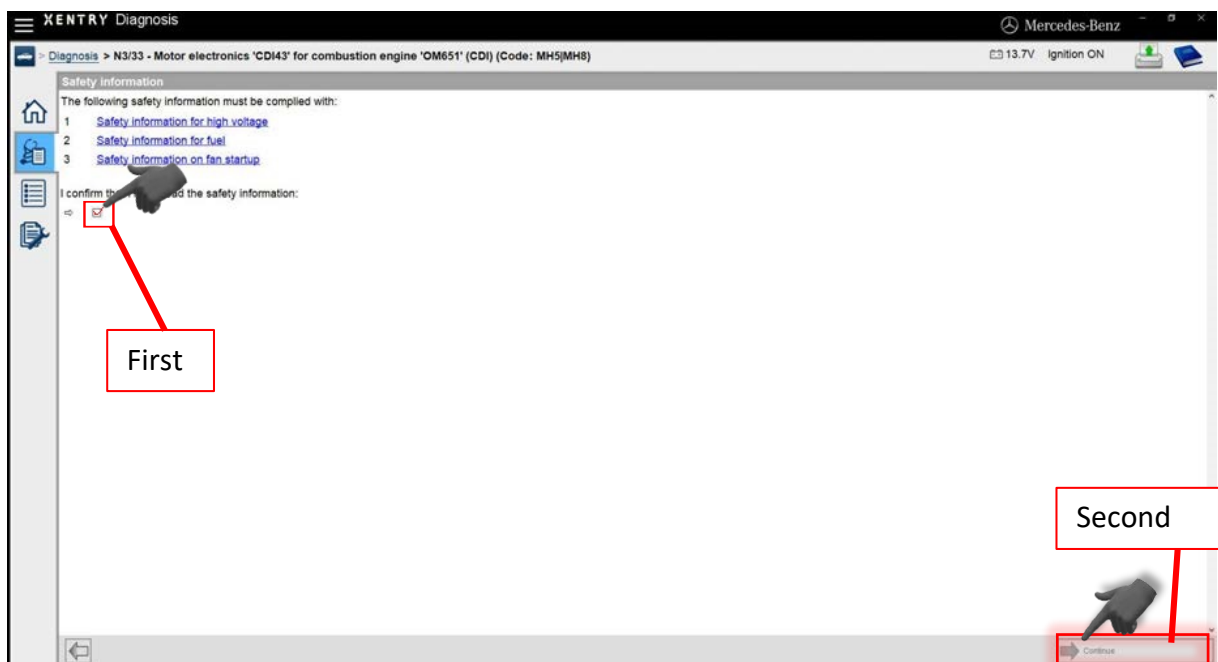 XENTRY Diagnosis
Mercedes-Benz
> Diagnosis > N3/33 - Motor electronics 'CDI43' for combustion engine 'OM651' (CDI) (Code: MH5|MH8)
13.7V Ignition ON
Safety information
The following safety information must be complied with:
1 Safety information for high voltage
2 Safety information for fuel
3 Safety information on fan startup
I confirm the safety information:
First
Second
Continue